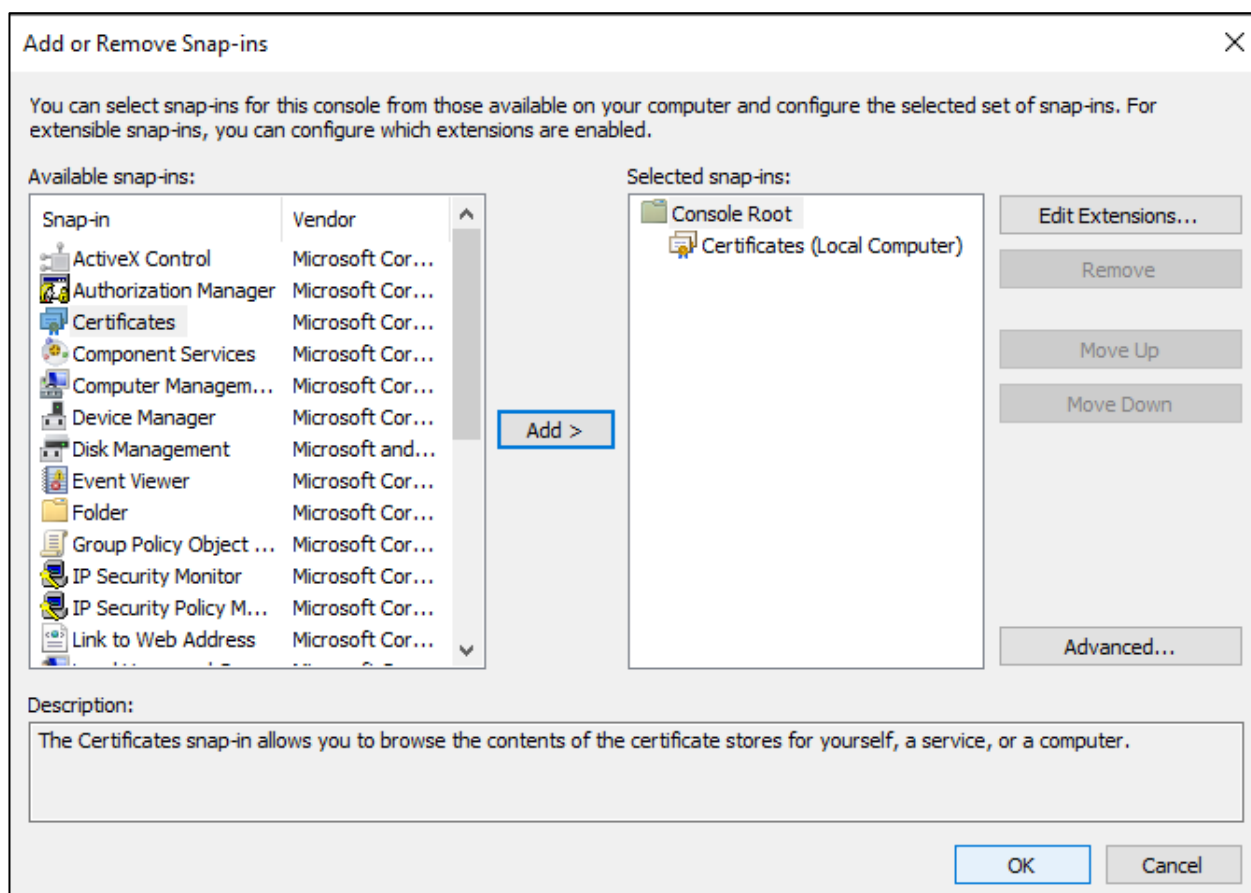 Add or Remove Snap-ins
You can select snap-ins for this console from those available on your computer and configure the selected set of snap-ins. For
extensible snap-ins, you can configure which extensions are enabled.
Available snap-ins:
Snap-in Vendor
ActiveX Control Microsoft Cor...
Authorization Manager Microsoft Cor...
Certificates Microsoft Cor...
Component Services Microsoft Cor...
Computer Managem... Microsoft Cor...
Device Manager Microsoft Cor...
Disk Management Microsoft and...
Event Viewer Microsoft Cor...
Folder Microsoft Cor...
Group Policy Object ... Microsoft Cor...
IP Security Monitor Microsoft Cor...
IP Security Policy M... Microsoft Cor...
Link to Web Address Microsoft Cor...
Add >
Selected snap-ins:
Console Root
Certificates (Local Computer)
Edit Extensions...
Remove
Move Up
Move Down
Advanced...
Description:
The Certificates snap-in allows you to browse the contents of the certificate stores for yourself, a service, or a computer.
OK
Cancel